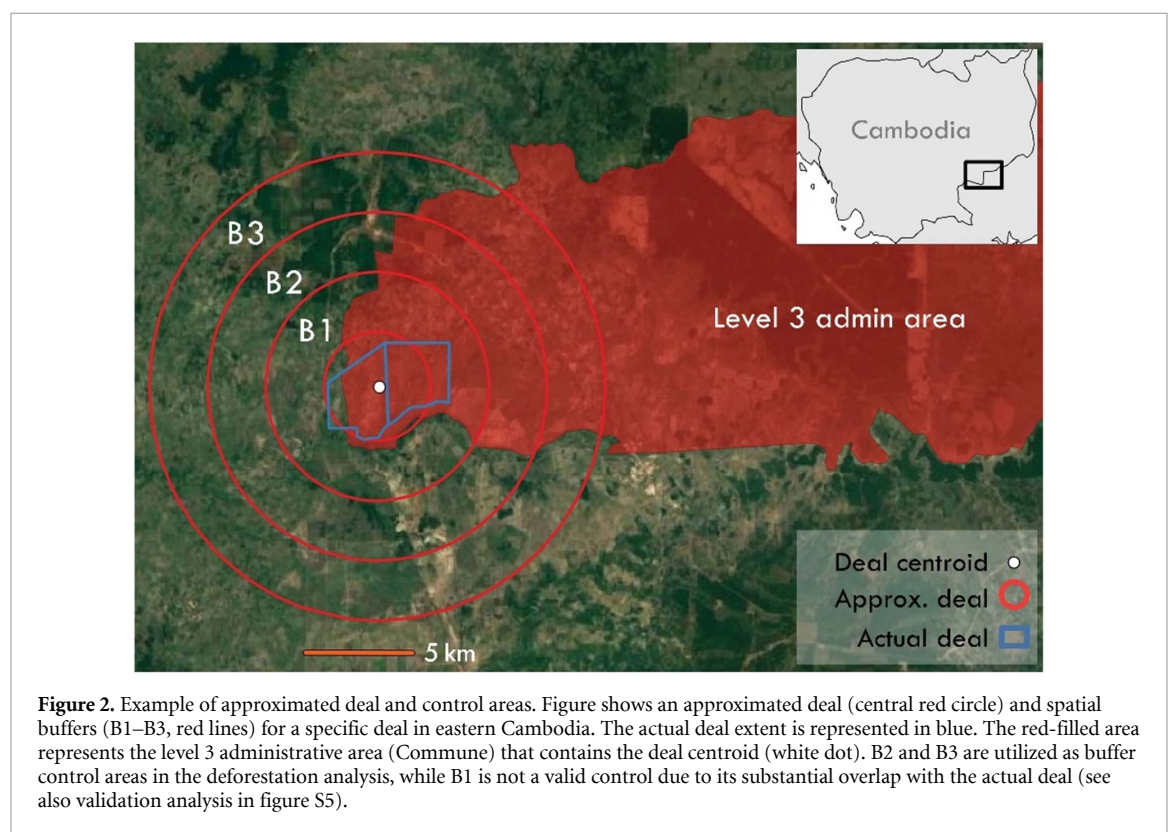 Cambodia
B3
B2
B1
Level 3 admin area
Deal centroid
Approx. deal
Actual deal
5 km
Figure 2. Example of approximated deal and control areas. Figure shows an approximated deal (central red circle) and spatial
buffers (B1–B3, red lines) for a specific deal in eastern Cambodia. The actual deal extent is represented in blue. The red-filled area
represents the level 3 administrative area (Commune) that contains the deal centroid (white dot). B2 and B3 are utilized as buffer
control areas in the deforestation analysis, while B1 is not a valid control due to its substantial overlap with the actual deal (see
also validation analysis in figure S5).